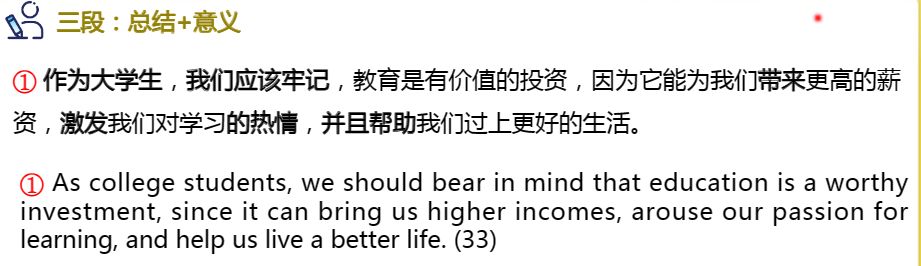 三段：总结+意义
① 作为大学生，我们应该牢记，教育是有价值的投资，因为它能为我们带来更高的薪
资，激发我们对学习的热情，并且帮助我们过上更好的生活。
① As college students, we should bear in mind that education is a worthy
investment, since it can bring us higher incomes, arouse our passion for
learning, and help us live a better life. (33)